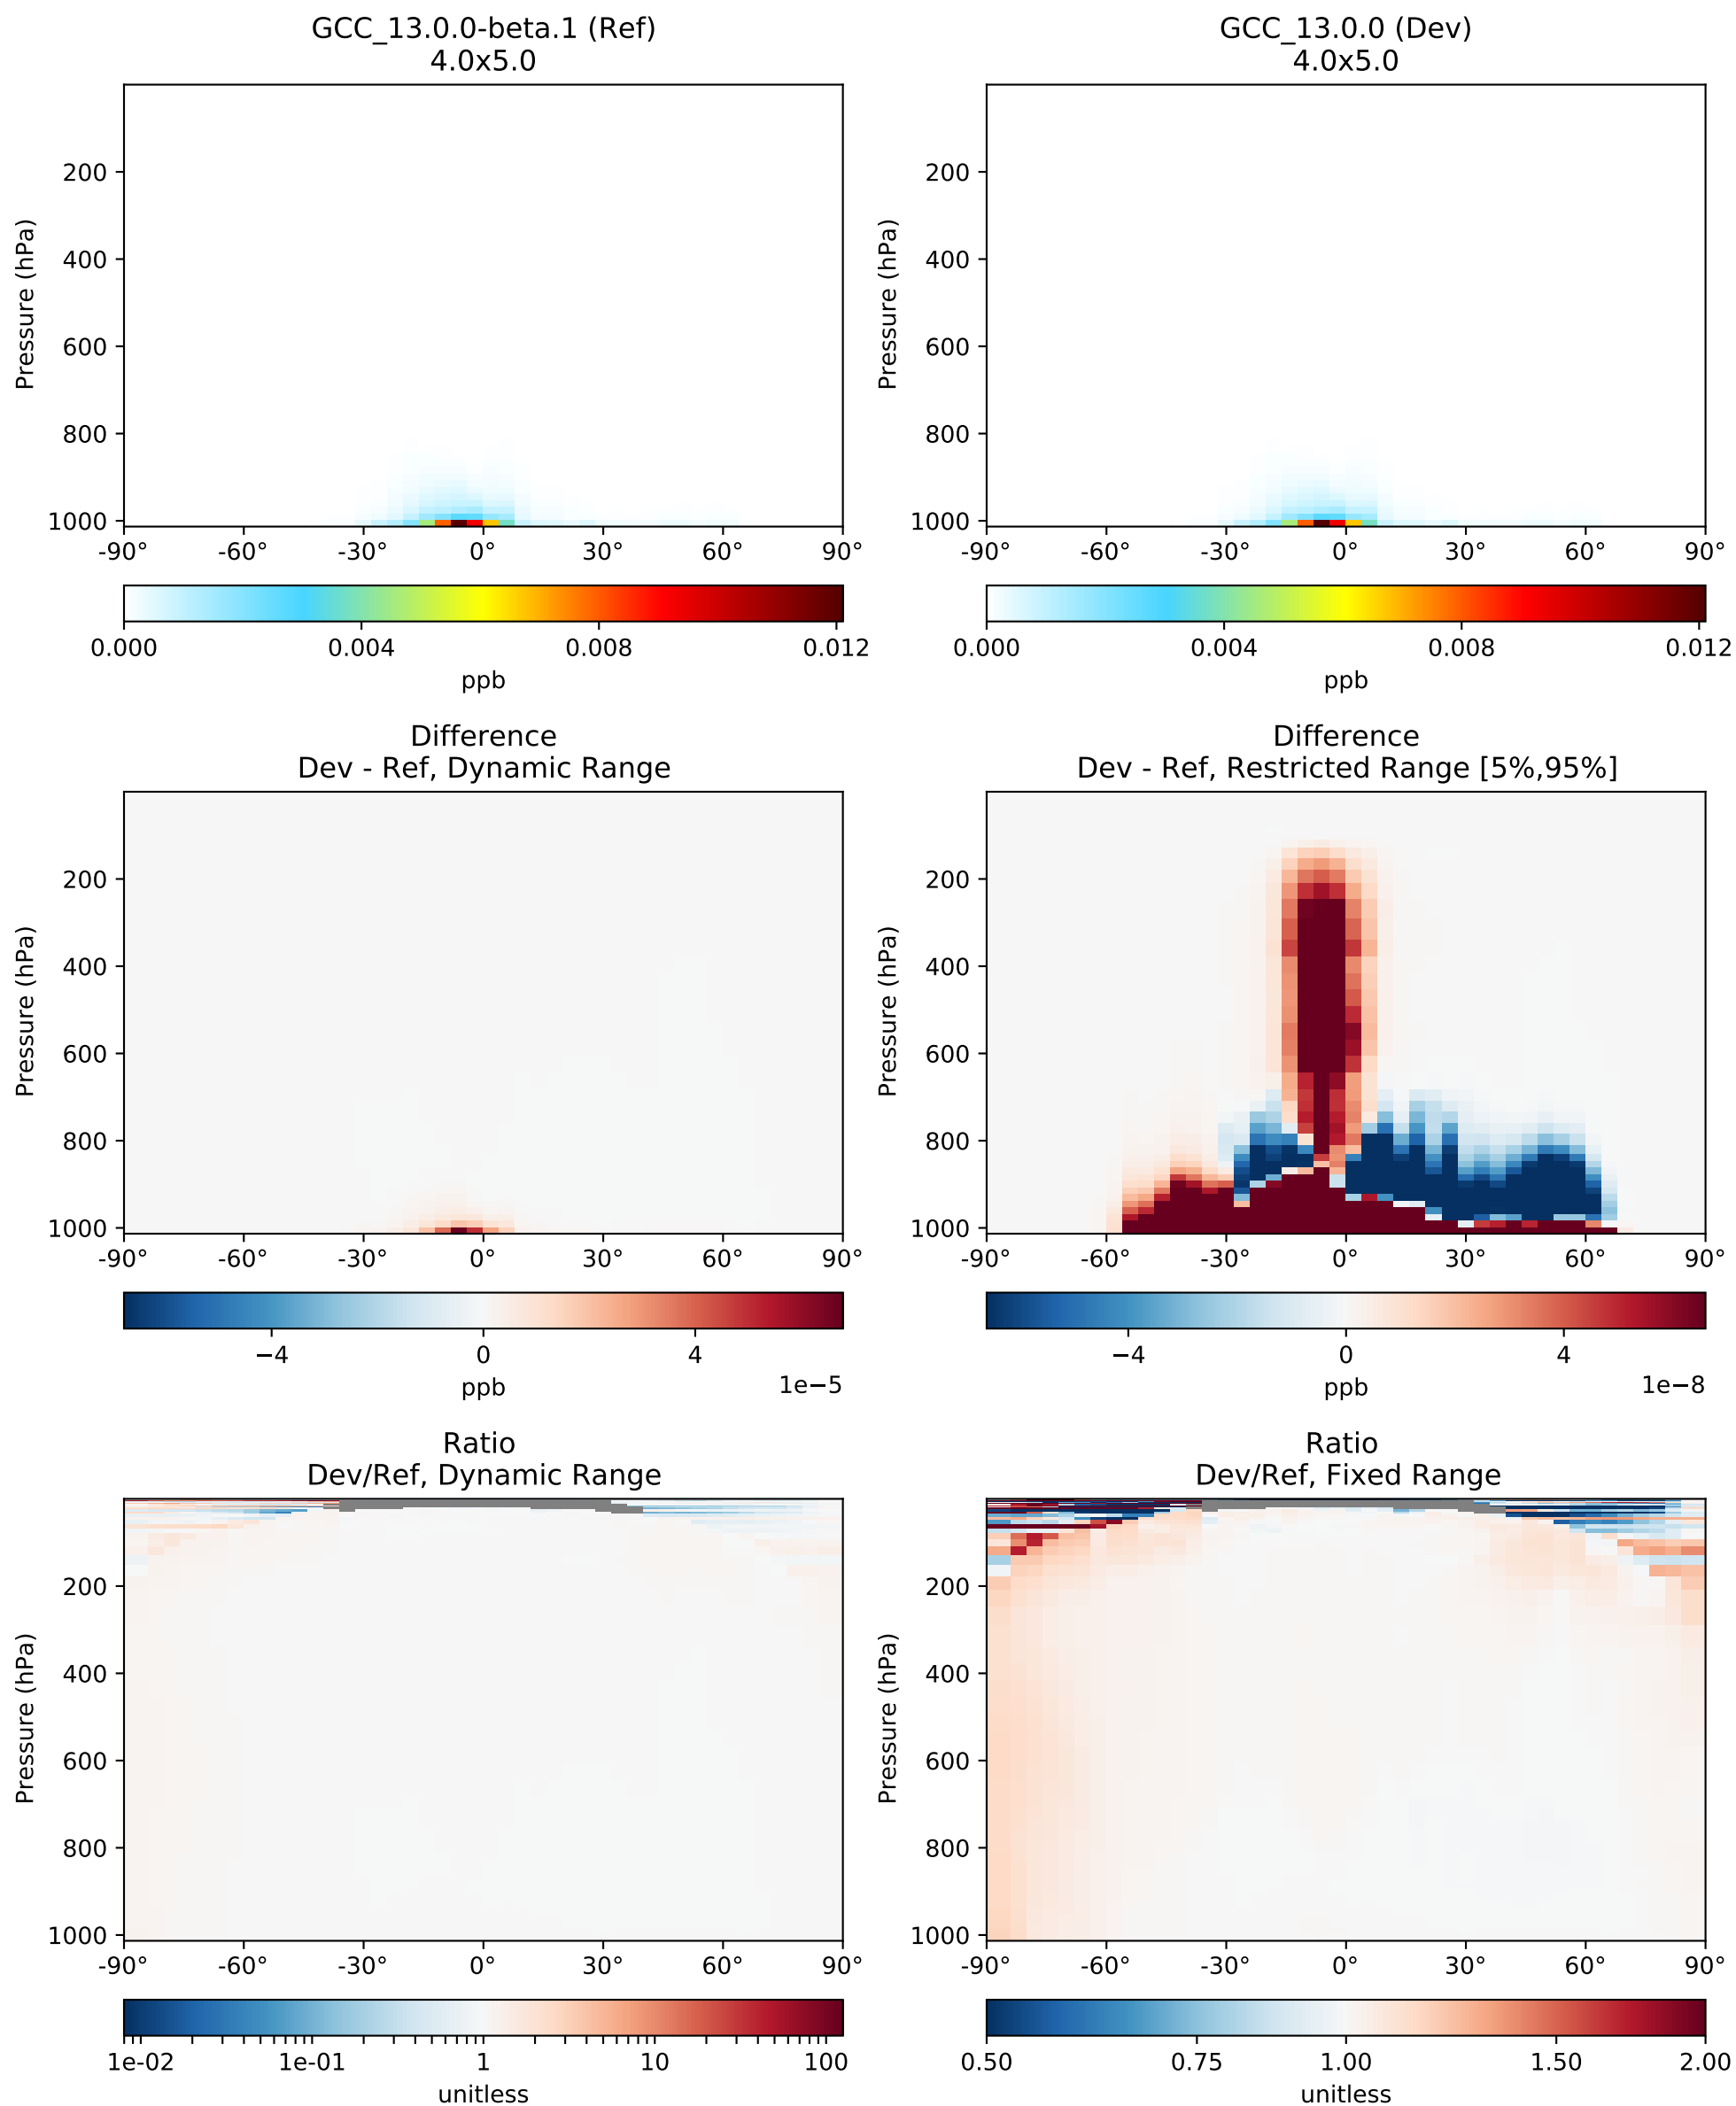 GCC_13.0.0-beta.1 (Ref)
4.0x5.0
Pressure (hPa)
200
400
600
800
1000
-90° -60° -30° 0° 30° 60° 90°
0.000 0.004 0.008 0.012
ppb
GCC_13.0.0 (Dev)
4.0x5.0
Pressure (hPa)
200
400
600
800
1000
-90° -60° -30° 0° 30° 60° 90°
0.000 0.004 0.008 0.012
ppb
Difference
Dev - Ref, Dynamic Range
Pressure (hPa)
200
400
600
800
1000
-90° -60° -30° 0° 30° 60° 90°
−4 0 4
ppb 1e−5
Difference
Dev - Ref, Restricted Range [5%,95%]
Pressure (hPa)
200
400
600
800
1000
-90° -60° -30° 0° 30° 60° 90°
−4 0 4
ppb 1e−8
Ratio
Dev/Ref, Dynamic Range
Pressure (hPa)
200
400
600
800
1000
-90° -60° -30° 0° 30° 60° 90°
1e-02 1e-01 1 10 100
unitless
Ratio
Dev/Ref, Fixed Range
Pressure (hPa)
200
400
600
800
1000
-90° -60° -30° 0° 30° 60° 90°
0.50 0.75 1.00 1.50 2.00
unitless